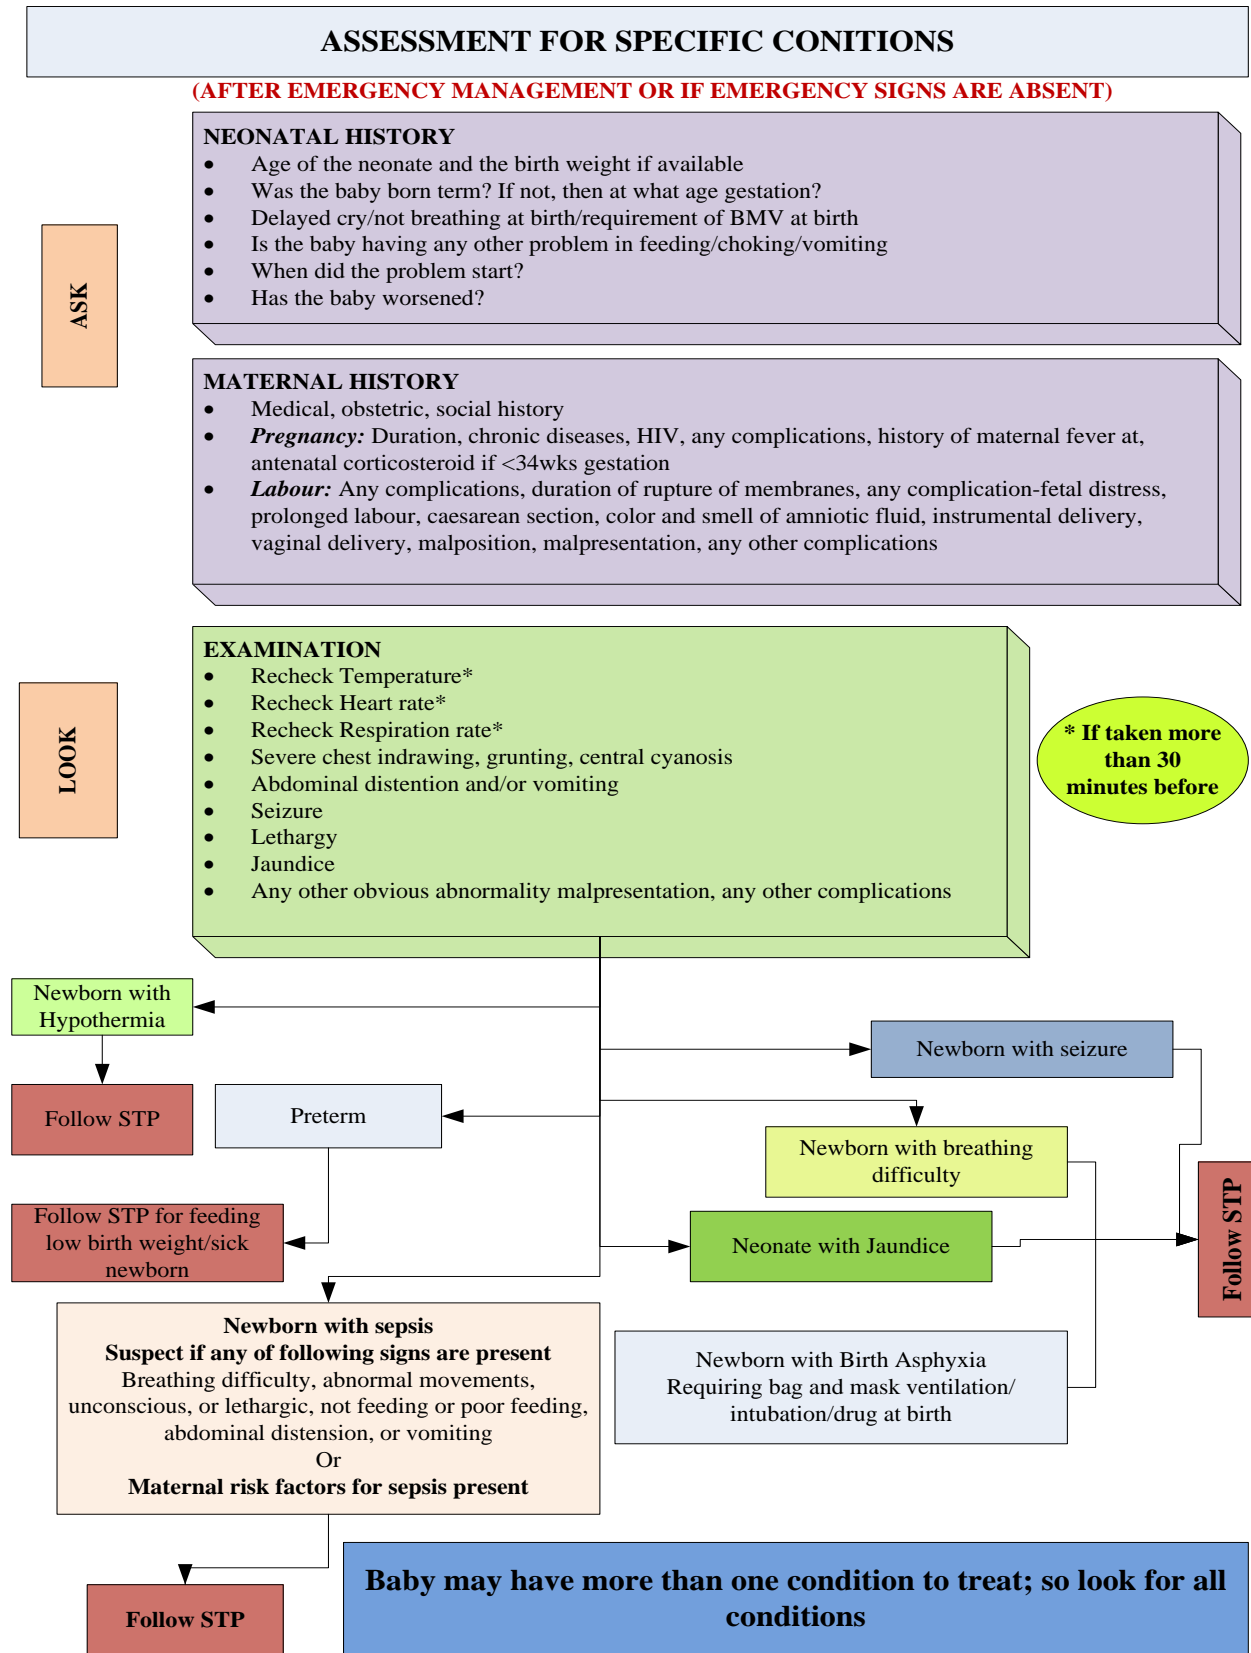 ASSESSMENT FOR SPECIFIC CONITIONS
(AFTER EMERGENCY MANAGEMENT OR IF EMERGENCY SIGNS ARE ABSENT)
ASK
NEONATAL HISTORY
• Age of the neonate and the birth weight if available
• Was the baby born term? If not, then at what age gestation?
• Delayed cry/not breathing at birth/requirement of BMV at birth
• Is the baby having any other problem in feeding/choking/vomiting
• When did the problem start?
• Has the baby worsened?
MATERNAL HISTORY
• Medical, obstetric, social history
• Pregnancy: Duration, chronic diseases, HIV, any complications, history of maternal fever at,
antenatal corticosteroid if <34wks gestation
• Labour: Any complications, duration of rupture of membranes, any complication-fetal distress,
prolonged labour, caesarean section, color and smell of amniotic fluid, instrumental delivery,
vaginal delivery, malposition, malpresentation, any other complications
LOOK
EXAMINATION
• Recheck Temperature*
• Recheck Heart rate*
• Recheck Respiration rate*
• Severe chest indrawing, grunting, central cyanosis
• Abdominal distention and/or vomiting
• Seizure
• Lethargy
• Jaundice
• Any other obvious abnormality malpresentation, any other complications
* If taken more
than 30
minutes before
Newborn with
Hypothermia
Follow STP
Preterm
Follow STP for feeding
low birth weight/sick
newborn
Newborn with seizure
Newborn with breathing
difficulty
Neonate with Jaundice
Follow STP
Newborn with Birth Asphyxia
Requiring bag and mask ventilation/
intubation/drug at birth
Newborn with sepsis
Suspect if any of following signs are present
Breathing difficulty, abnormal movements,
unconscious, or lethargic, not feeding or poor feeding,
abdominal distension, or vomiting
Or
Maternal risk factors for sepsis present
Follow STP
Baby may have more than one condition to treat; so look for all
conditions